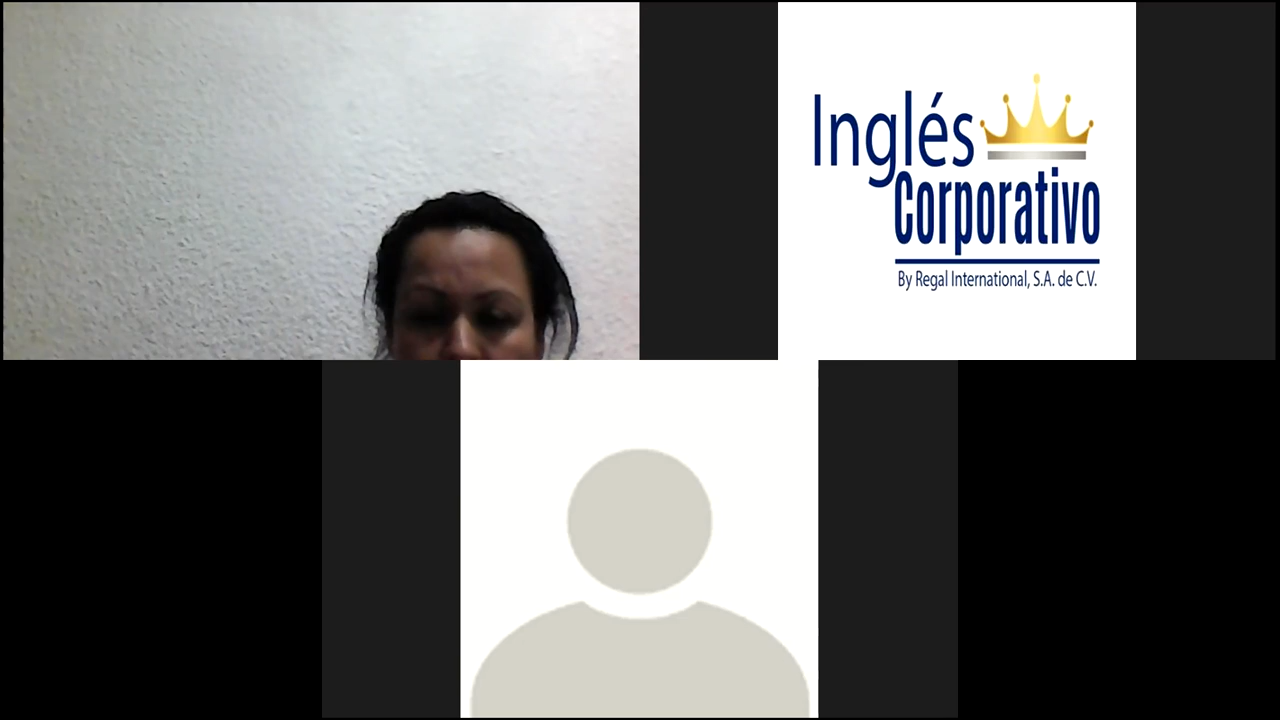 Inglés
Corporativo
By Regal International, S.A. de C.V.